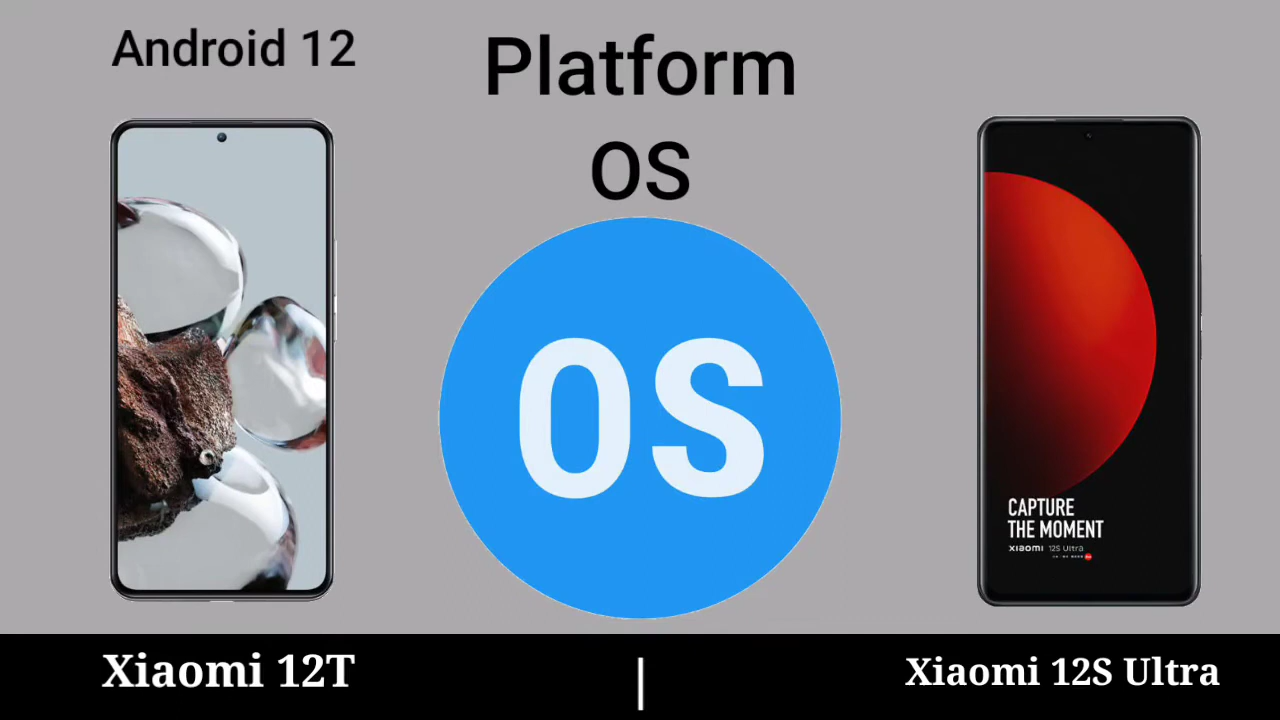 Android 12
Platform
OS
OS
CAPTURE
THE MOMENT
xiaomi 12S Ultra
Xiaomi 12T
|
Xiaomi 12S Ultra